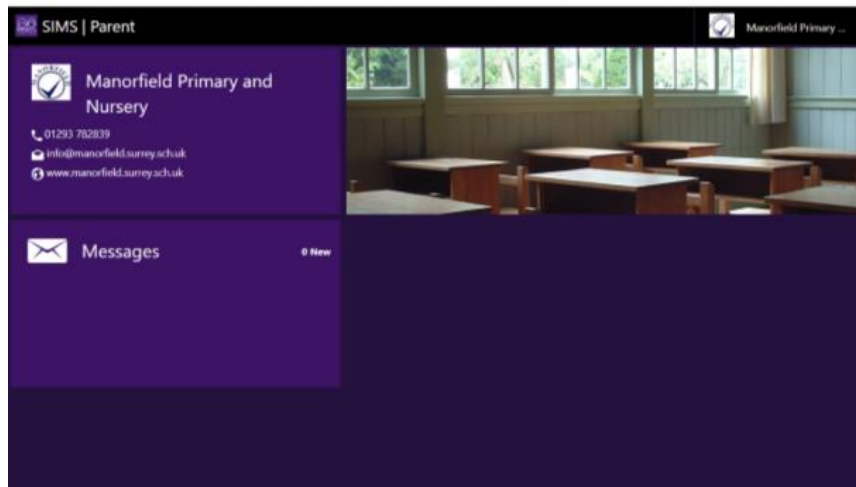 SIMS | Parent
Manorfield Primary ...
Manorfield Primary and
Nursery
01293 782839
info@manorfield.surrey.sch.uk
www.manorfield.surrey.sch.uk
Messages
0 New